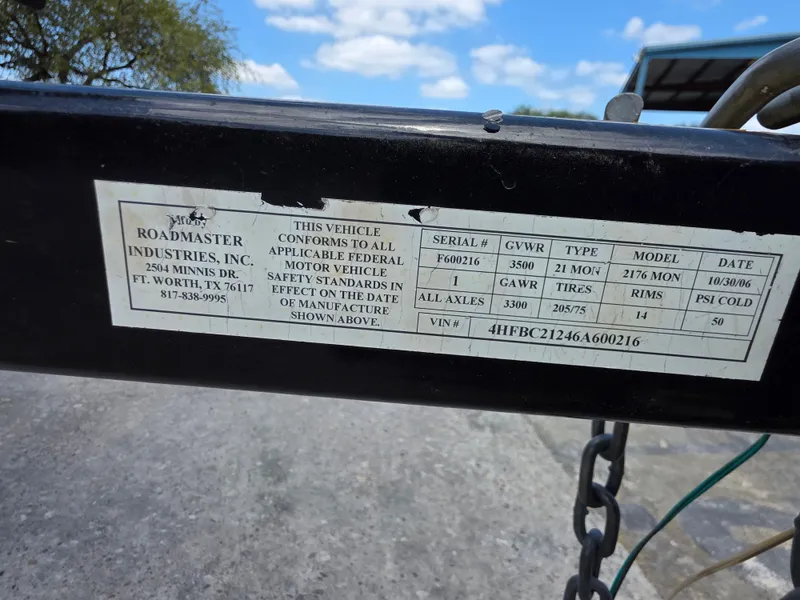 Mfd by
ROADMASTER
INDUSTRIES, INC.
2504 MINNIS DR.
FT. WORTH, TX 76117
817-838-9995
THIS VEHICLE
CONFORMS TO ALL
APPLICABLE FEDERAL
MOTOR VEHICLE
SAFETY STANDARDS IN
EFFECT ON THE DATE
OF MANUFACTURE
SHOWN ABOVE.
SERIAL # GVWR TYPE MODEL DATE
F600216 3500 21 MON 2176 MON 10/30/06
1 GAWR TIRES RIMS PSI COLD
ALL AXLES 3300 205/75 14 50
VIN # 4HFBC21246A600216